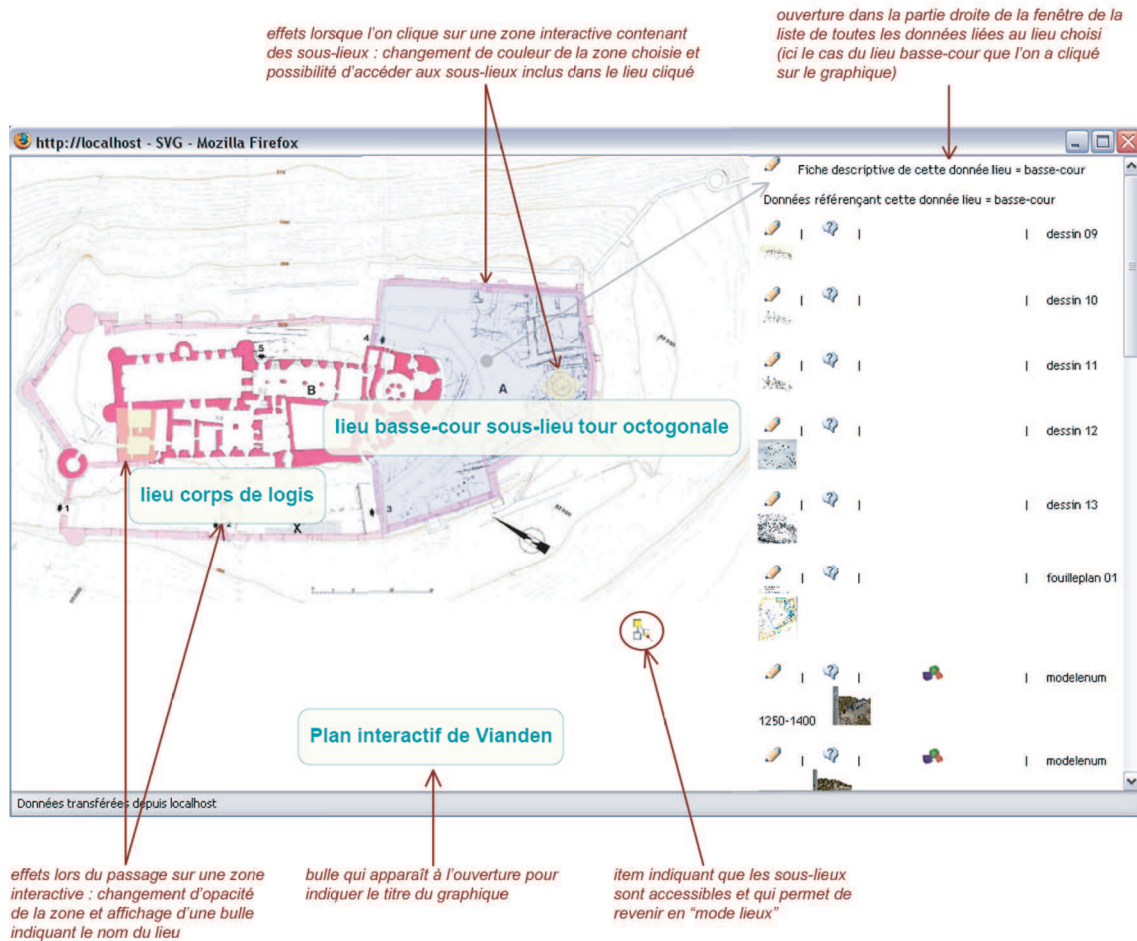 effets lorsque l'on clique sur une zone interactive contenant
des sous-lieux : changement de couleur de la zone choisie et
possibilité d'accéder aux sous-lieux inclus dans le lieu cliqué
ouverture dans la partie droite de la fenêtre de la
liste de toutes les données liées au lieu choisi
(ici le cas du lieu basse-cour que l'on a cliqué
sur le graphique)
http://localhost - SVG - Mozilla Firefox
Fiche descriptive de cette donnée lieu = basse-cour
Données référençant cette donnée lieu = basse-cour
| | | dessin 09
| | | dessin 10
| | | dessin 11
| | | dessin 12
| | | dessin 13
| | | fouilleplan 01
| | | modelenum
1250-1400
| | | modelenum
4
5
B
A
lieu basse-cour sous-lieu tour octogonale
lieu corps de logis
1
2
X
3
Plan interactif de Vianden
Données transférées depuis localhost
effets lors du passage sur une zone
interactive : changement d'opacité
de la zone et affichage d'une bulle
indiquant le nom du lieu
bulle qui apparaît à l'ouverture pour
indiquer le titre du graphique
item indiquant que les sous-lieux
sont accessibles et qui permet de
revenir en "mode lieux"